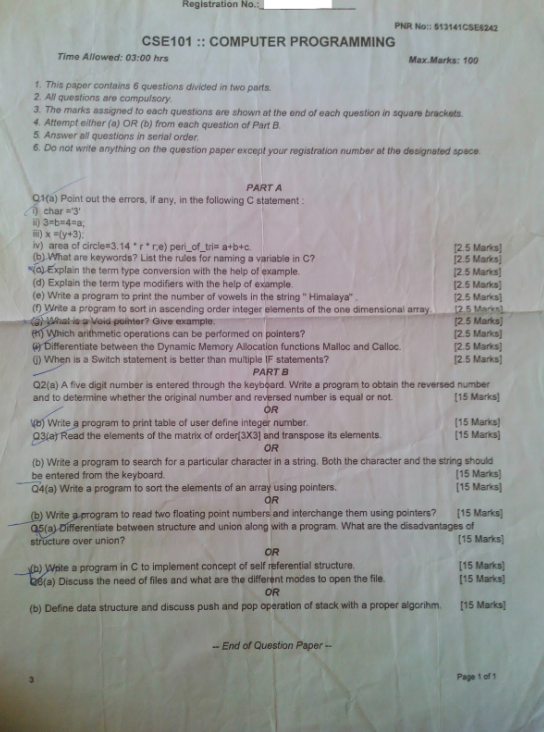 Registration No.:
PNR No:: 513141CSE6242
CSE101 :: COMPUTER PROGRAMMING
Time Allowed: 03:00 hrs
Max.Marks: 100
1. This paper contains 6 questions divided in two parts.
2. All questions are compulsory.
3. The marks assigned to each questions are shown at the end of each question in square brackets.
4. Attempt either (a) OR (b) from each question of Part B.
5. Answer all questions in serial order.
6. Do not write anything on the question paper except your registration number at the designated space.
PART A
Q1(a) Point out the errors, if any, in the following C statement :
i) char ='3'
ii) 3=b=4=a;
iii) x =(y+3);
iv) area of circle=3.14 * r * r;e) peri_of_tri= a+b+c. [2.5 Marks]
(b) What are keywords? List the rules for naming a variable in C? [2.5 Marks]
(c) Explain the term type conversion with the help of example. [2.5 Marks]
(d) Explain the term type modifiers with the help of example. [2.5 Marks]
(e) Write a program to print the number of vowels in the string " Himalaya" . [2.5 Marks]
(f) Write a program to sort in ascending order integer elements of the one dimensional array. [2.5 Marks]
(g) What is a Void pointer? Give example. [2.5 Marks]
(h) Which arithmetic operations can be performed on pointers? [2.5 Marks]
(i) Differentiate between the Dynamic Memory Allocation functions Malloc and Calloc. [2.5 Marks]
(j) When is a Switch statement is better than multiple IF statements? [2.5 Marks]
PART B
Q2(a) A five digit number is entered through the keyboard. Write a program to obtain the reversed number
and to determine whether the original number and reversed number is equal or not. [15 Marks]
OR
(b) Write a program to print table of user define integer number. [15 Marks]
Q3(a) Read the elements of the matrix of order[3X3] and transpose its elements. [15 Marks]
OR
(b) Write a program to search for a particular character in a string. Both the character and the string should
be entered from the keyboard. [15 Marks]
Q4(a) Write a program to sort the elements of an array using pointers. [15 Marks]
OR
(b) Write a program to read two floating point numbers and interchange them using pointers? [15 Marks]
Q5(a) Differentiate between structure and union along with a program. What are the disadvantages of
structure over union? [15 Marks]
OR
(b) Write a program in C to implement concept of self referential structure. [15 Marks]
Q6(a) Discuss the need of files and what are the different modes to open the file. [15 Marks]
OR
(b) Define data structure and discuss push and pop operation of stack with a proper algorihm. [15 Marks]
-- End of Question Paper --
3
Page 1 of 1